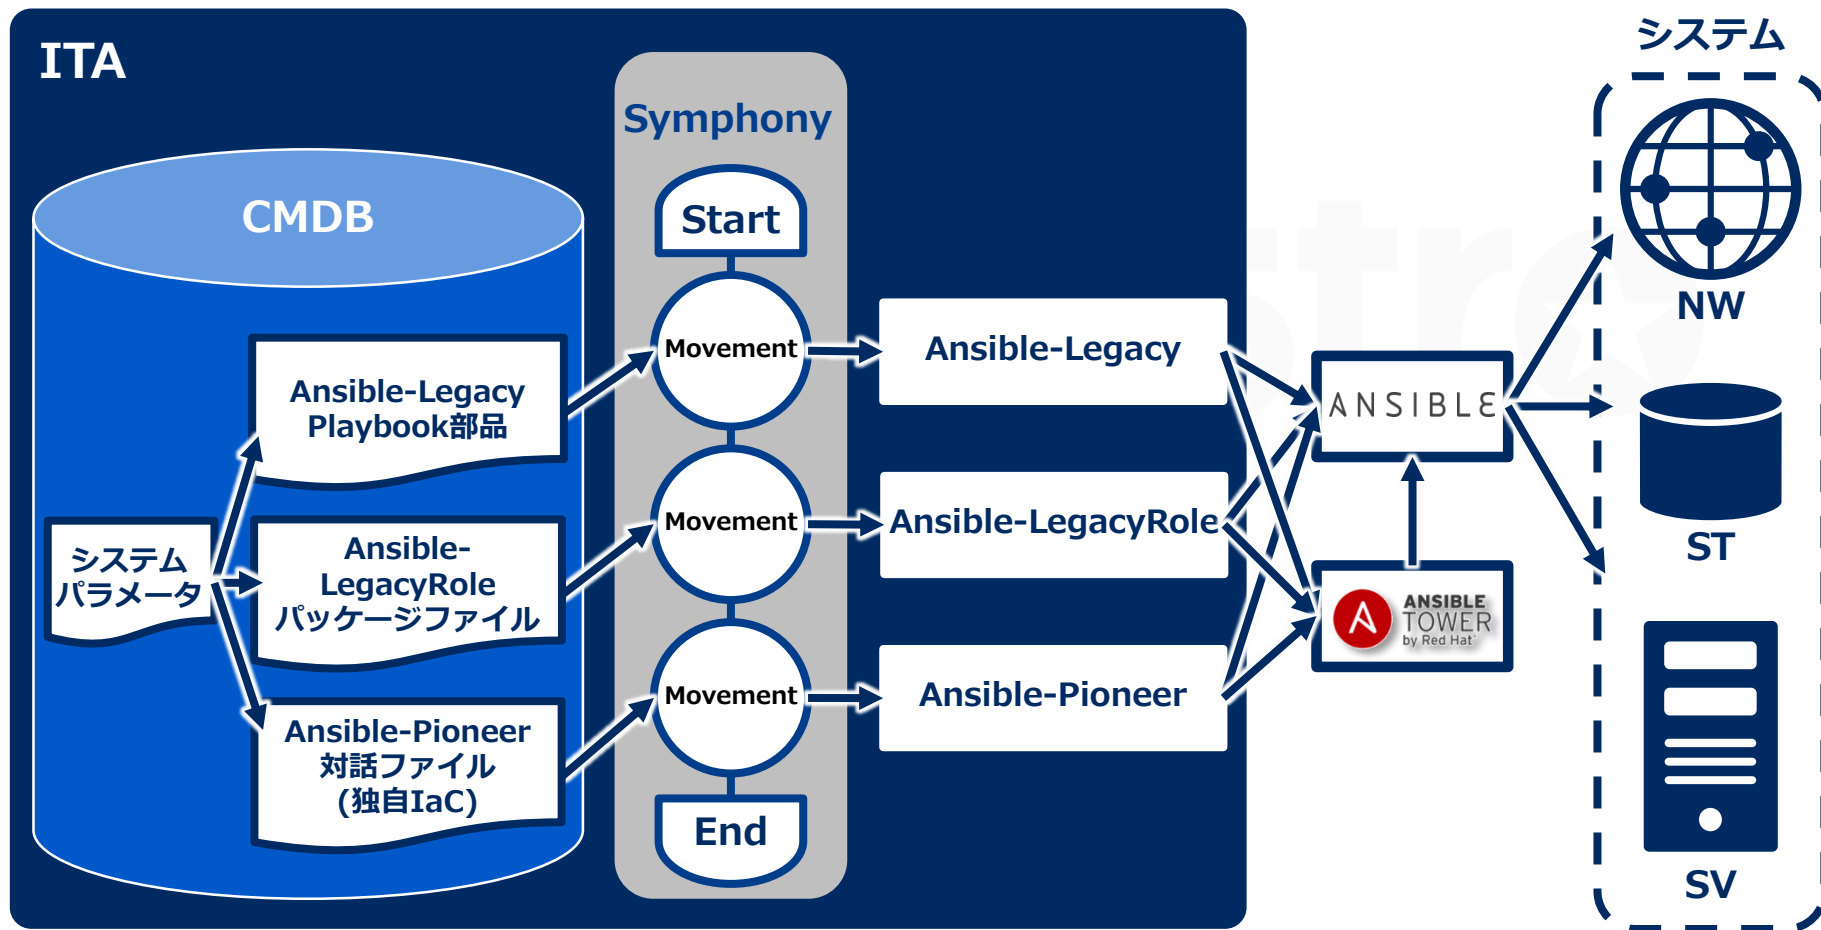 ITA
システム
Symphony
CMDB
Start
NW
Movement
Ansible-Legacy
Ansible-Legacy
Playbook部品
ANSIBLE
Movement
Ansible-LegacyRole
システム
パラメータ
Ansible-
LegacyRole
パッケージファイル
ST
ANSIBLE
TOWER
by Red Hat
Movement
Ansible-Pioneer
Ansible-Pioneer
対話ファイル
(独自IaC)
End
SV